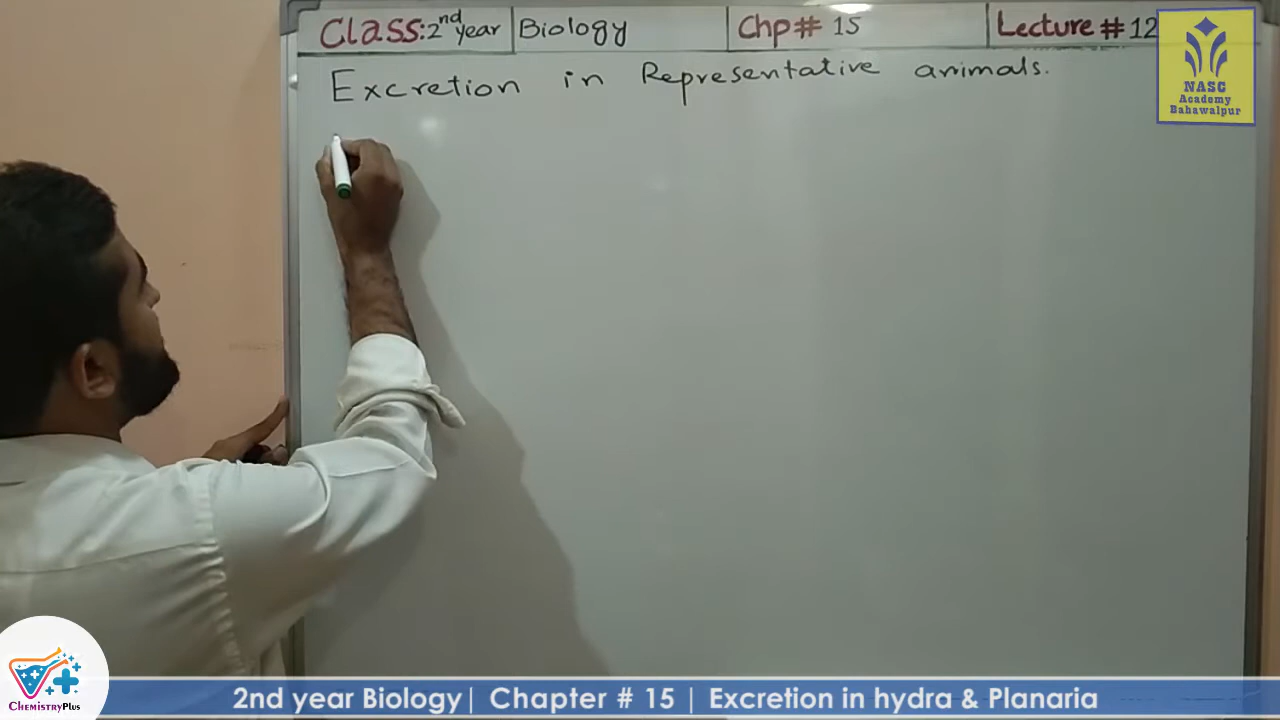 Class: 2nd year Biology Chp# 15 Lecture # 12
Excretion in Representative animals.
NASC
Academy
Bahawalpur
ChemistryPlus
2nd year Biology| Chapter # 15 | Excretion in hydra & Planaria